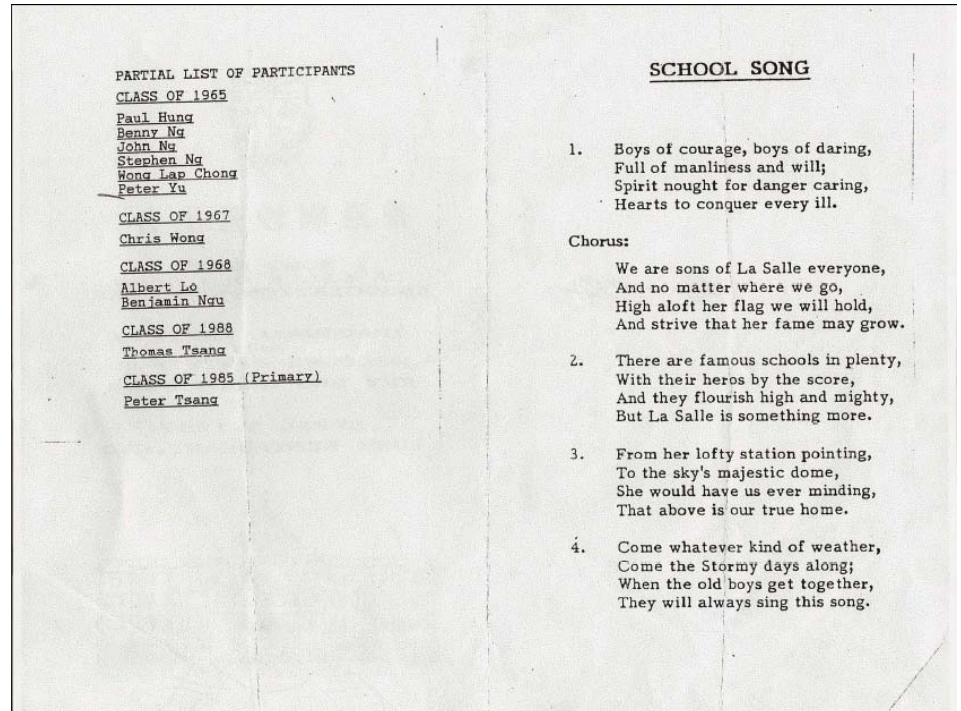 PARTIAL LIST OF PARTICIPANTS
CLASS OF 1965
Paul Hung
Benny Ng
John Ng
Stephen Ng
Wong Lap Chong
Peter Yu
CLASS OF 1967
Chris Wong
CLASS OF 1968
Albert Lo
Benjamin Ngu
CLASS OF 1988
Thomas Tsang
CLASS OF 1985 (Primary)
Peter Tsang
SCHOOL SONG
1. Boys of courage, boys of daring,
Full of manliness and will;
Spirit nought for danger caring,
Hearts to conquer every ill.
Chorus:
We are sons of La Salle everyone,
And no matter where we go,
High aloft her flag we will hold,
And strive that her fame may grow.
2. There are famous schools in plenty,
With their heros by the score,
And they flourish high and mighty,
But La Salle is something more.
3. From her lofty station pointing,
To the sky's majestic dome,
She would have us ever minding,
That above is our true home.
4. Come whatever kind of weather,
Come the Stormy days along;
When the old boys get together,
They will always sing this song.